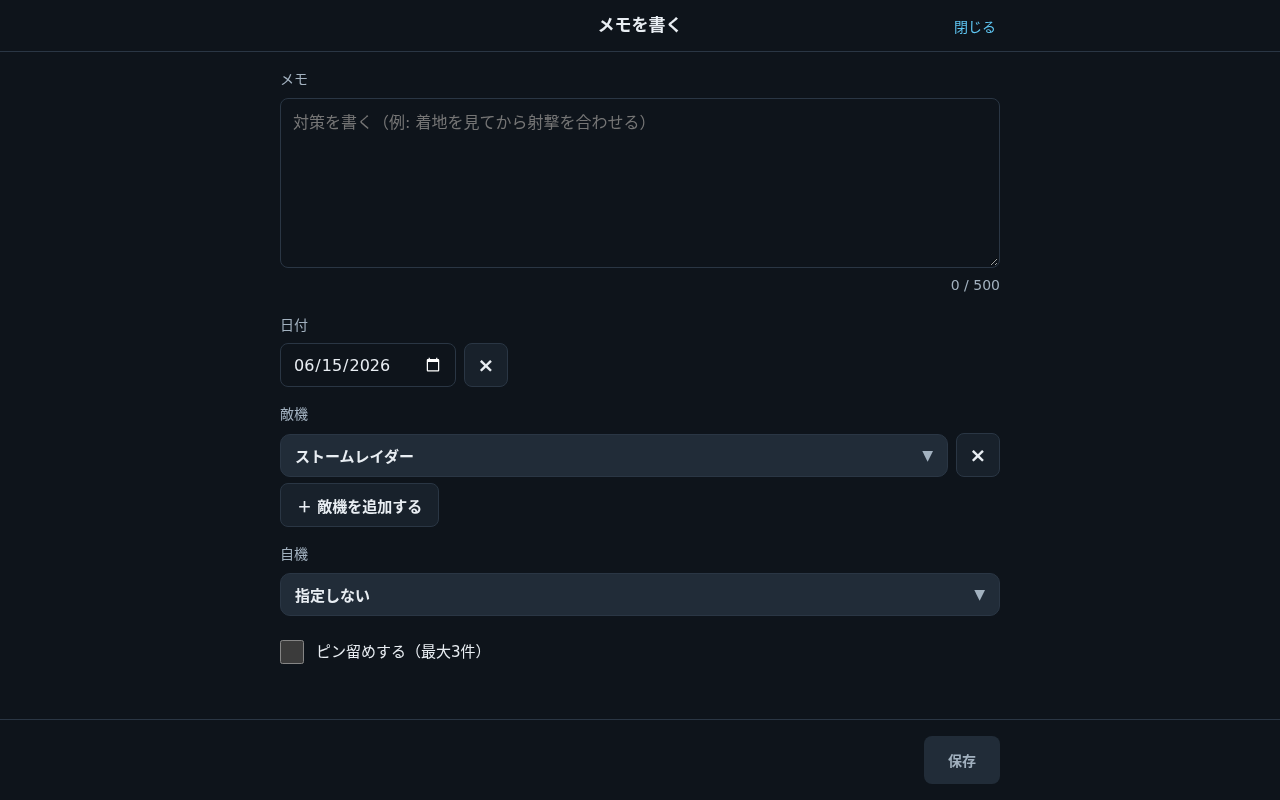 メモを書く
閉じる
メモ
対策を書く（例: 着地を見てから射撃を合わせる）
0 / 500
日付
06/15/2026
×
敵機
ストームレイダー
▼
×
＋ 敵機を追加する
自機
指定しない
▼
ピン留めする（最大3件）
保存